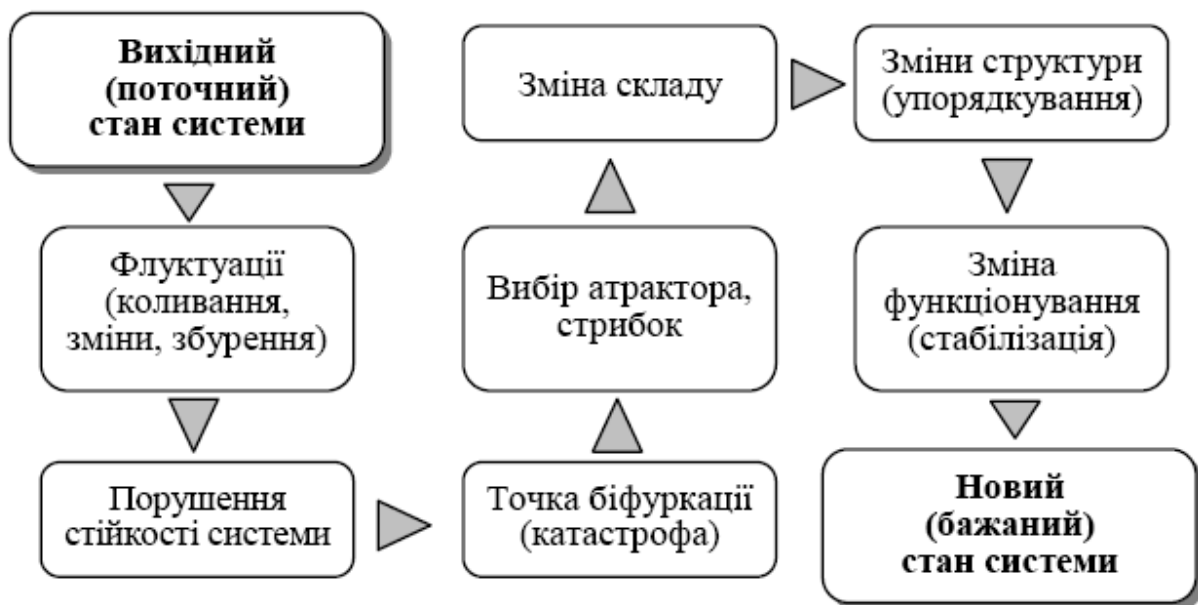 Вихідний
(поточний)
стан системи
Флуктуації
(коливання,
зміни, збурення)
Порушення
стійкості системи
Точка біфуркації
(катастрофа)
Вибір атрактора,
стрибок
Зміна складу
Зміни структури
(упорядкування)
Зміна
функціонування
(стабілізація)
Новий
(бажаний)
стан системи